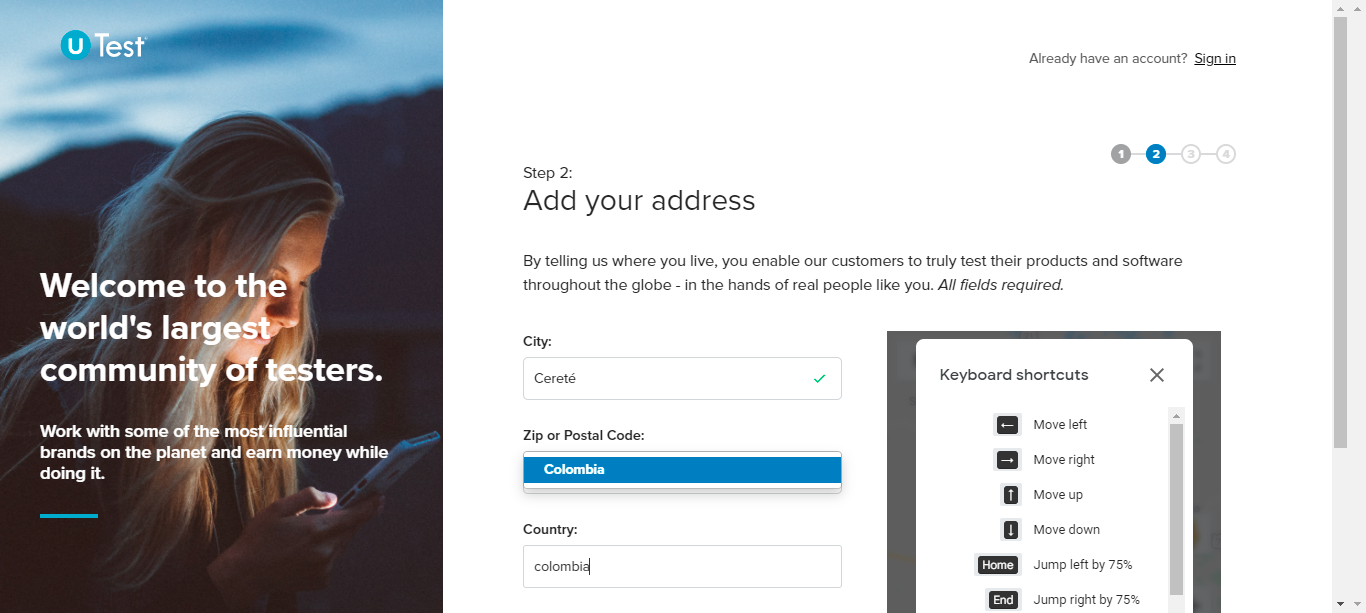 U Test
Already have an account? Sign in
1 2 3 4
Step 2:
Add your address
By telling us where you live, you enable our customers to truly test their products and software
throughout the globe - in the hands of real people like you. All fields required.
Welcome to the
world's largest
community of testers.
Work with some of the most influential
brands on the planet and earn money while
doing it.
City:
Cereté
Zip or Postal Code:
Colombia
Country:
colombia
Keyboard shortcuts
← Move left
→ Move right
↑ Move up
↓ Move down
Home Jump left by 75%
End Jump right by 75%